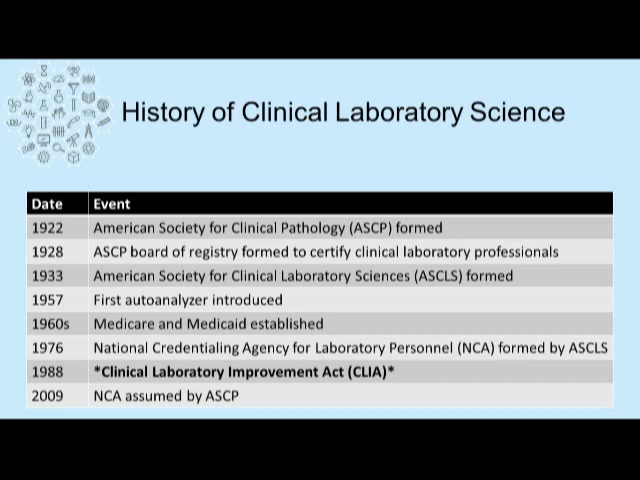 History of Clinical Laboratory Science
Date Event
1922 American Society for Clinical Pathology (ASCP) formed
1928 ASCP board of registry formed to certify clinical laboratory professionals
1933 American Society for Clinical Laboratory Sciences (ASCLS) formed
1957 First autoanalyzer introduced
1960s Medicare and Medicaid established
1976 National Credentialing Agency for Laboratory Personnel (NCA) formed by ASCLS
1988 *Clinical Laboratory Improvement Act (CLIA)*
2009 NCA assumed by ASCP